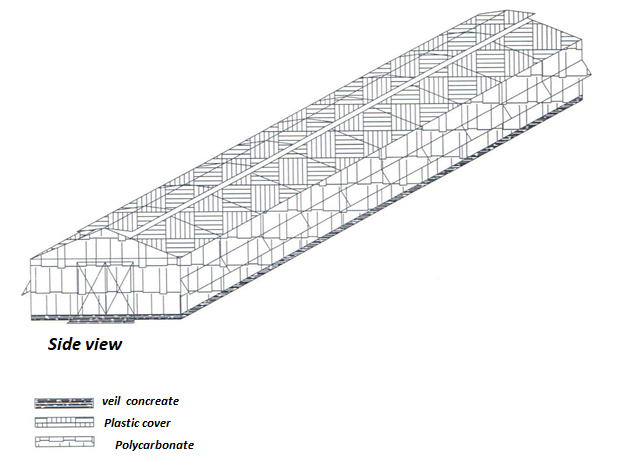 Side view
veil concreate
Plastic cover
Polycarbonate